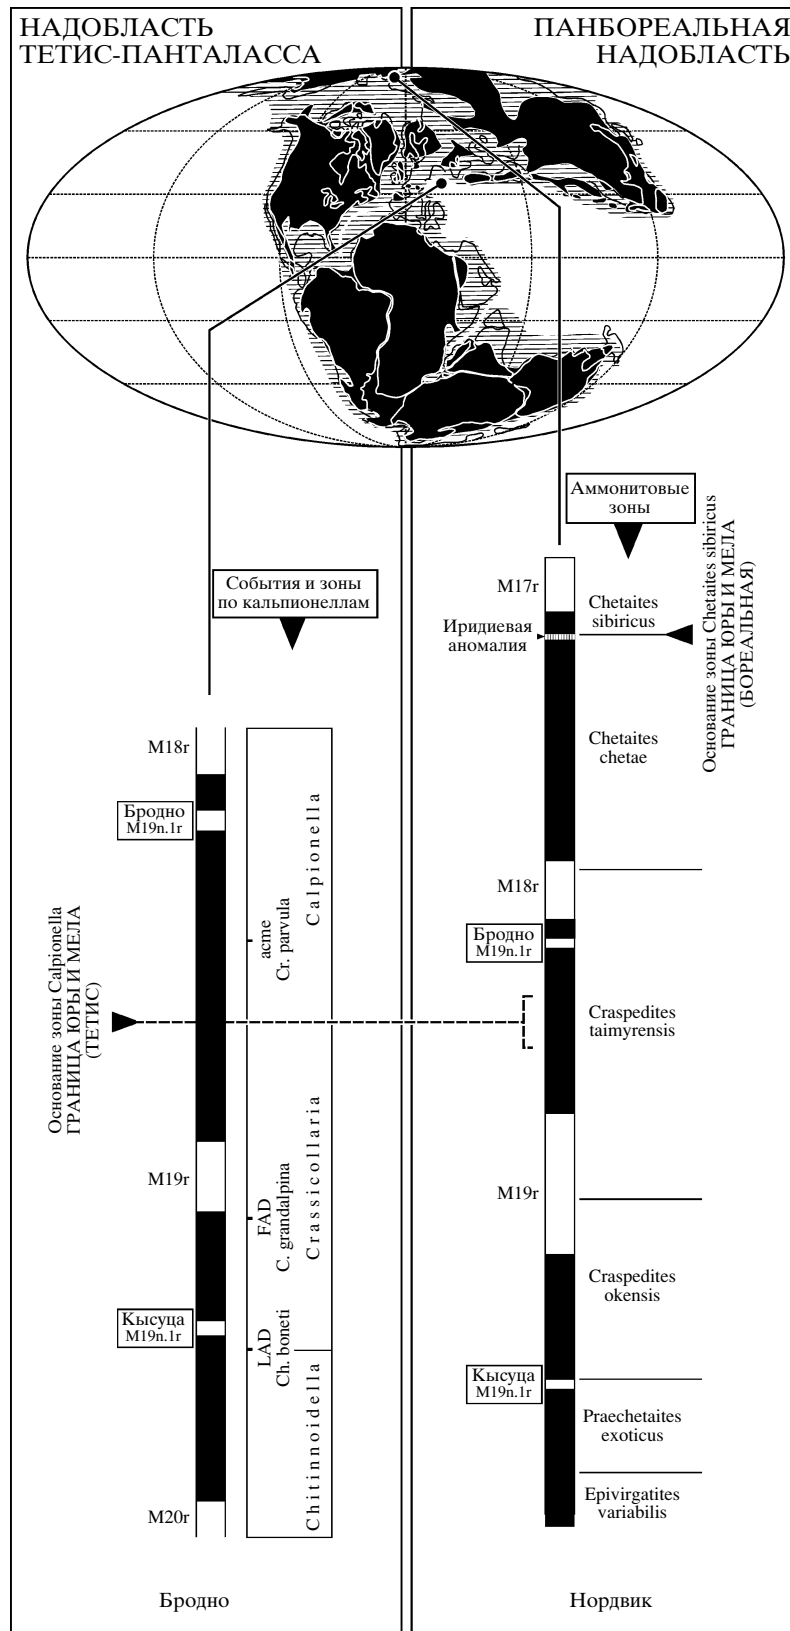 НАДОБЛАСТЬ
ТЕТИС-ПАНТАЛАССА
ПАНБОРЕАЛЬНАЯ
НАДОБЛАСТЬ
События и зоны
по кальпионеллам
M18r
Бродно
M19n.1r
Основание зоны Calpionella
ГРАНИЦА ЮРЫ И МЕЛА
(ТЕТИС)
M19r
Кысуца
M19n.1r
M20r
acme
Cr. parvula
FAD
C. grandalpina
LAD
Ch. boneti
Calpionella
Crassicollaria
Chitinnoidella
Бродно
Аммонитовые
зоны
M17r
Иридиевая
аномалия
Chetaites
sibiricus
Основание зоны Chetaites sibiricus
ГРАНИЦА ЮРЫ И МЕЛА
(БОРЕАЛЬНАЯ)
Chetaites
chetae
M18r
Бродно
M19n.1r
Craspedites
taimyrensis
M19r
Craspedites
okensis
Кысуца
M19n.1r
Praechetaites
exoticus
Epivirgatites
variabilis
Нордвик